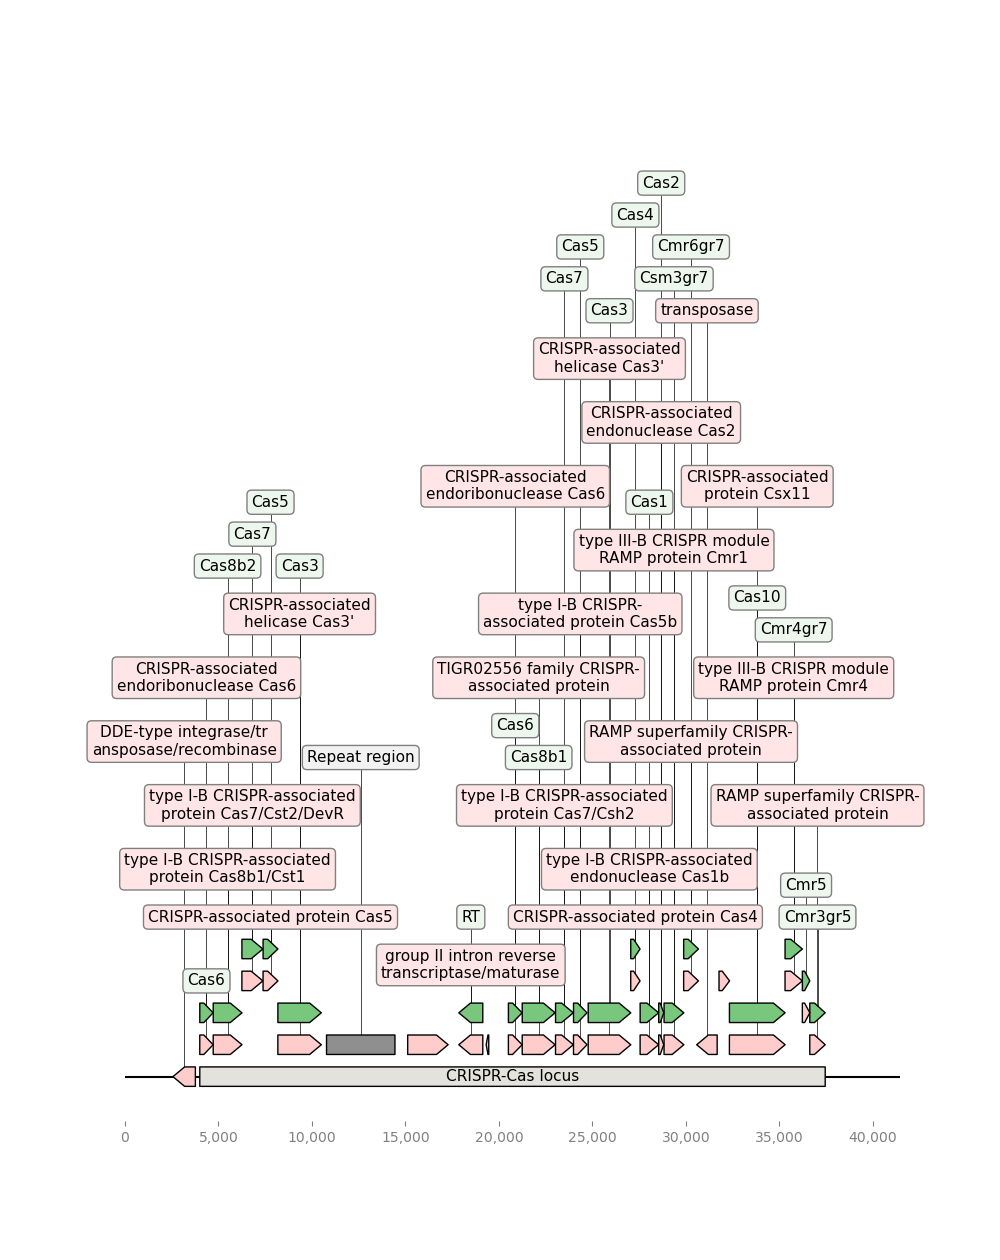 Cas2
Cas4
Cas5
Cmr6gr7
Cas7
Csm3gr7
Cas3
transposase
CRISPR-associated
helicase Cas3'
CRISPR-associated
endonuclease Cas2
CRISPR-associated
endoribonuclease Cas6
CRISPR-associated
protein Csx11
Cas5
Cas1
Cas7
type III-B CRISPR module
RAMP protein Cmr1
Cas8b2
Cas3
Cas10
CRISPR-associated
helicase Cas3'
type I-B CRISPR-
associated protein Cas5b
Cmr4gr7
CRISPR-associated
endoribonuclease Cas6
TIGR02556 family CRISPR-
associated protein
type III-B CRISPR module
RAMP protein Cmr4
Cas6
DDE-type integrase/tr
ansposase/recombinase
RAMP superfamily CRISPR-
associated protein
Repeat region
Cas8b1
type I-B CRISPR-associated
protein Cas7/Cst2/DevR
type I-B CRISPR-associated
protein Cas7/Csh2
RAMP superfamily CRISPR-
associated protein
type I-B CRISPR-associated
protein Cas8b1/Cst1
type I-B CRISPR-associated
endonuclease Cas1b
Cmr5
CRISPR-associated protein Cas5
RT
CRISPR-associated protein Cas4
Cmr3gr5
group II intron reverse
transcriptase/maturase
Cas6
CRISPR-Cas locus
0 5,000 10,000 15,000 20,000 25,000 30,000 35,000 40,000